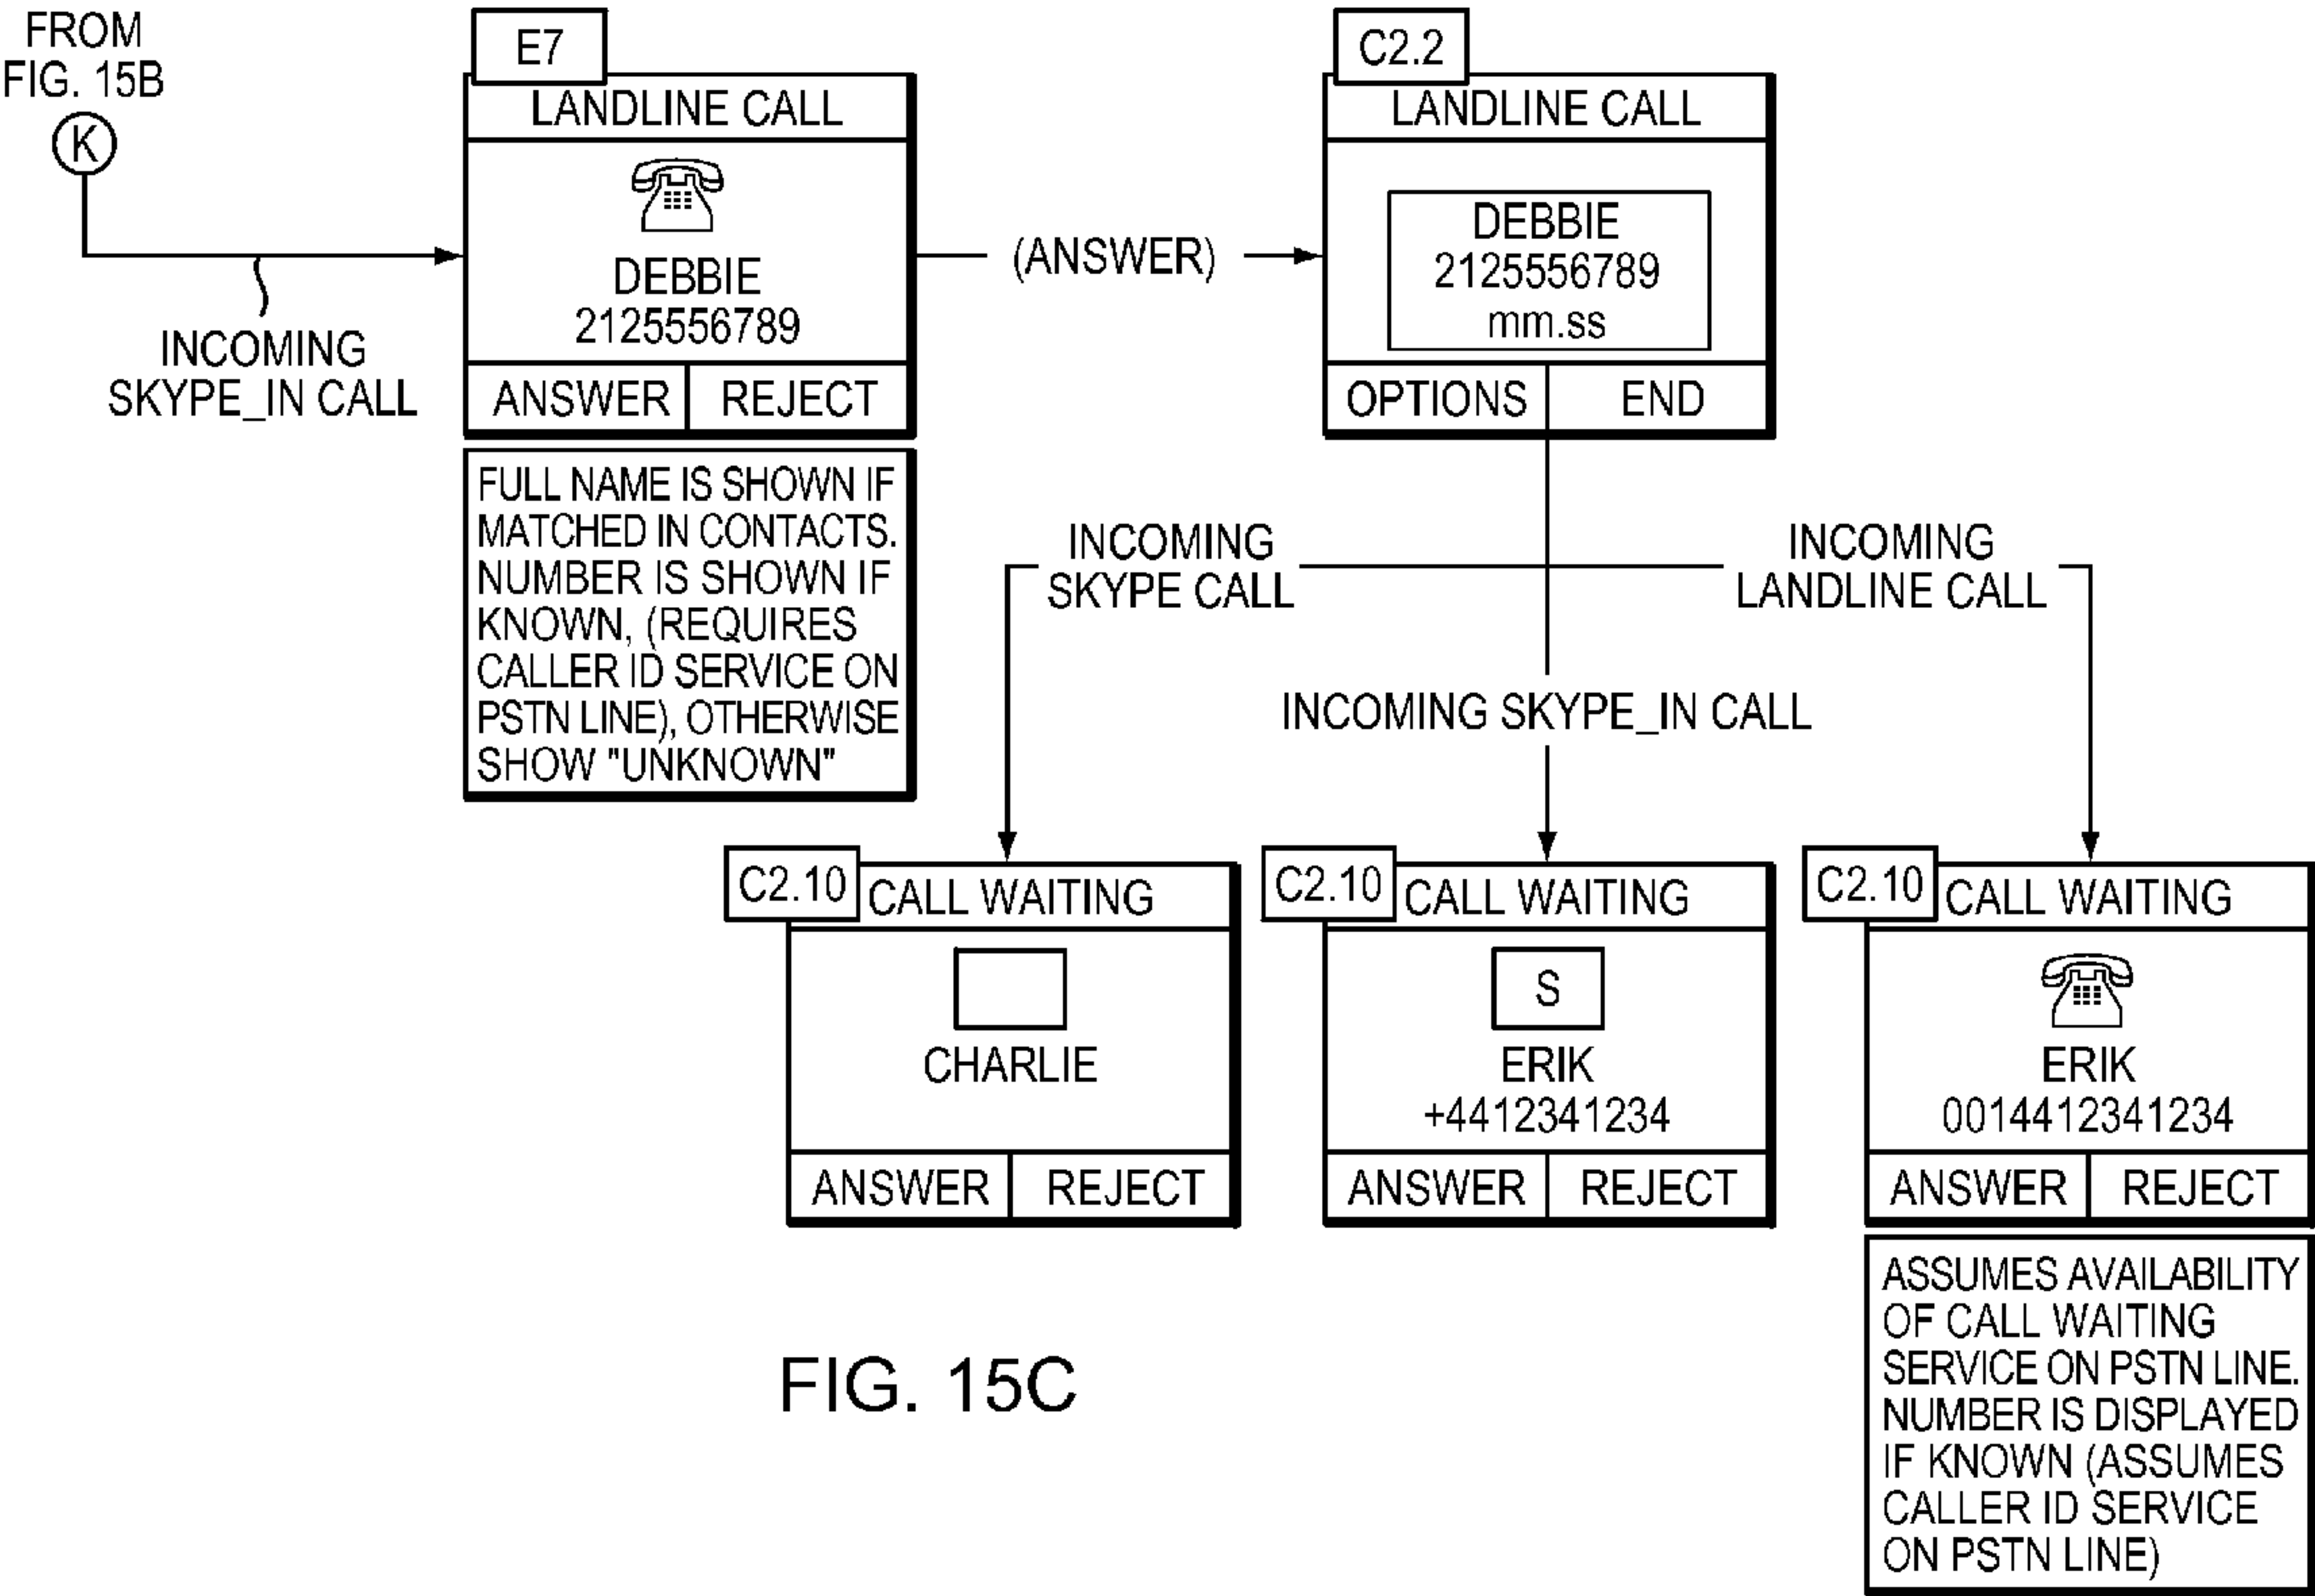 FROM
FIG. 15B
K
INCOMING
SKYPE_IN CALL
E7
LANDLINE CALL
DEBBIE
2125556789
ANSWER REJECT
FULL NAME IS SHOWN IF
MATCHED IN CONTACTS.
NUMBER IS SHOWN IF
KNOWN, (REQUIRES
CALLER ID SERVICE ON
PSTN LINE), OTHERWISE
SHOW "UNKNOWN"
(ANSWER)
C2.2
LANDLINE CALL
DEBBIE
2125556789
mm.ss
OPTIONS END
INCOMING
SKYPE CALL
INCOMING SKYPE_IN CALL
INCOMING
LANDLINE CALL
C2.10
CALL WAITING
CHARLIE
ANSWER REJECT
C2.10
CALL WAITING
S
ERIK
+4412341234
ANSWER REJECT
C2.10
CALL WAITING
ERIK
0014412341234
ANSWER REJECT
ASSUMES AVAILABILITY
OF CALL WAITING
SERVICE ON PSTN LINE.
NUMBER IS DISPLAYED
IF KNOWN (ASSUMES
CALLER ID SERVICE
ON PSTN LINE)
FIG. 15C